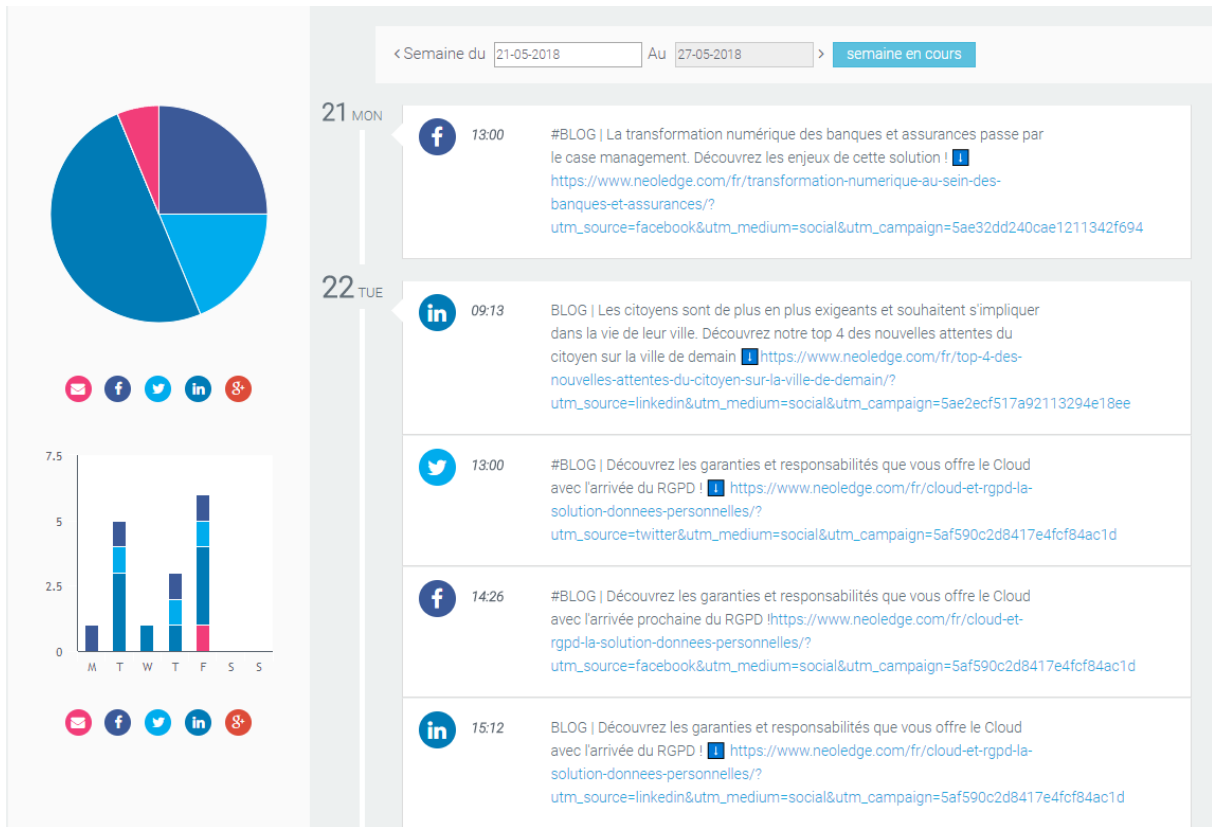 < Semaine du 21-05-2018 Au 27-05-2018 > semaine en cours
21 MON
13:00
#BLOG | La transformation numérique des banques et assurances passe par
le case management. Découvrez les enjeux de cette solution ! ⬇
https://www.neoledge.com/fr/transformation-numerique-au-sein-des-
banques-et-assurances/?
utm_source=facebook&utm_medium=social&utm_campaign=5ae32dd240cae1211342f694
22 TUE
09:13
BLOG | Les citoyens sont de plus en plus exigeants et souhaitent s'impliquer
dans la vie de leur ville. Découvrez notre top 4 des nouvelles attentes du
citoyen sur la ville de demain ⬇https://www.neoledge.com/fr/top-4-des-
nouvelles-attentes-du-citoyen-sur-la-ville-de-demain/?
utm_source=linkedin&utm_medium=social&utm_campaign=5ae2ecf517a92113294e18ee
13:00
#BLOG | Découvrez les garanties et responsabilités que vous offre le Cloud
avec l'arrivée du RGPD ! ⬇ https://www.neoledge.com/fr/cloud-et-rgpd-la-
solution-donnees-personnelles/?
utm_source=twitter&utm_medium=social&utm_campaign=5af590c2d8417e4fcf84ac1d
14:26
#BLOG | Découvrez les garanties et responsabilités que vous offre le Cloud
avec l'arrivée prochaine du RGPD !https://www.neoledge.com/fr/cloud-et-
rgpd-la-solution-donnees-personnelles/?
utm_source=facebook&utm_medium=social&utm_campaign=5af590c2d8417e4fcf84ac1d
15:12
BLOG | Découvrez les garanties et responsabilités que vous offre le Cloud
avec l'arrivée du RGPD ! ⬇ https://www.neoledge.com/fr/cloud-et-rgpd-la-
solution-donnees-personnelles/?
utm_source=linkedin&utm_medium=social&utm_campaign=5af590c2d8417e4fcf84ac1d
7.5
5
2.5
0
M T W T F S S